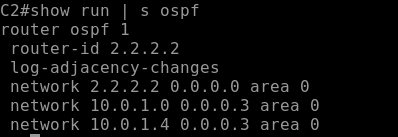 C2#show run | s ospf
router ospf 1
 router-id 2.2.2.2
 log-adjacency-changes
 network 2.2.2.2 0.0.0.0 area 0
 network 10.0.1.0 0.0.0.3 area 0
 network 10.0.1.4 0.0.0.3 area 0